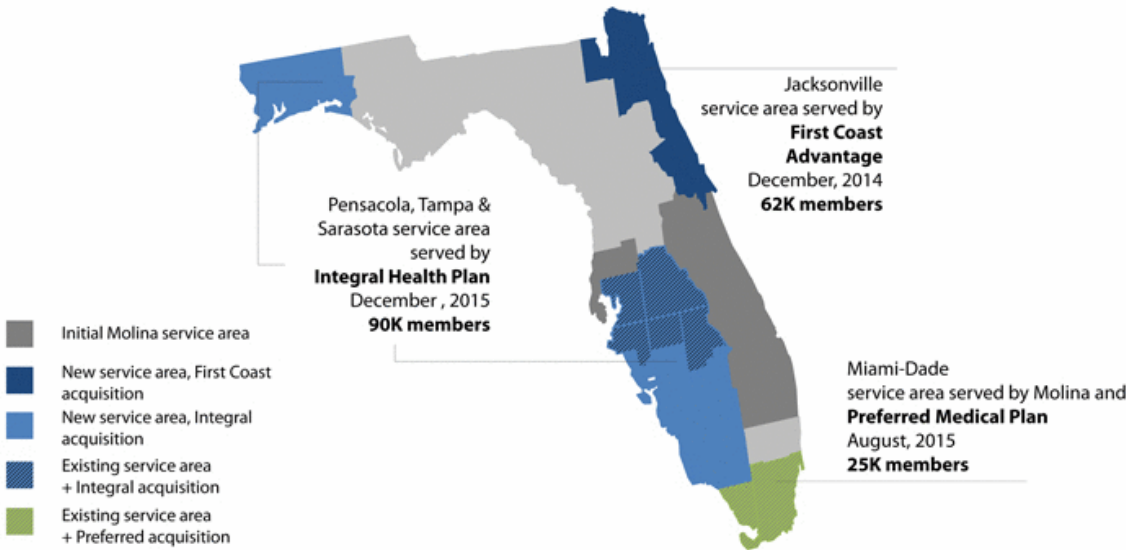 Jacksonville
service area served by
First Coast
Advantage
December, 2014
62K members
Pensacola, Tampa &
Sarasota service area
served by
Integral Health Plan
December , 2015
90K members
Miami-Dade
service area served by Molina and
Preferred Medical Plan
August, 2015
25K members
Initial Molina service area
New service area, First Coast
acquisition
New service area, Integral
acquisition
Existing service area
+ Integral acquisition
Existing service area
+ Preferred acquisition